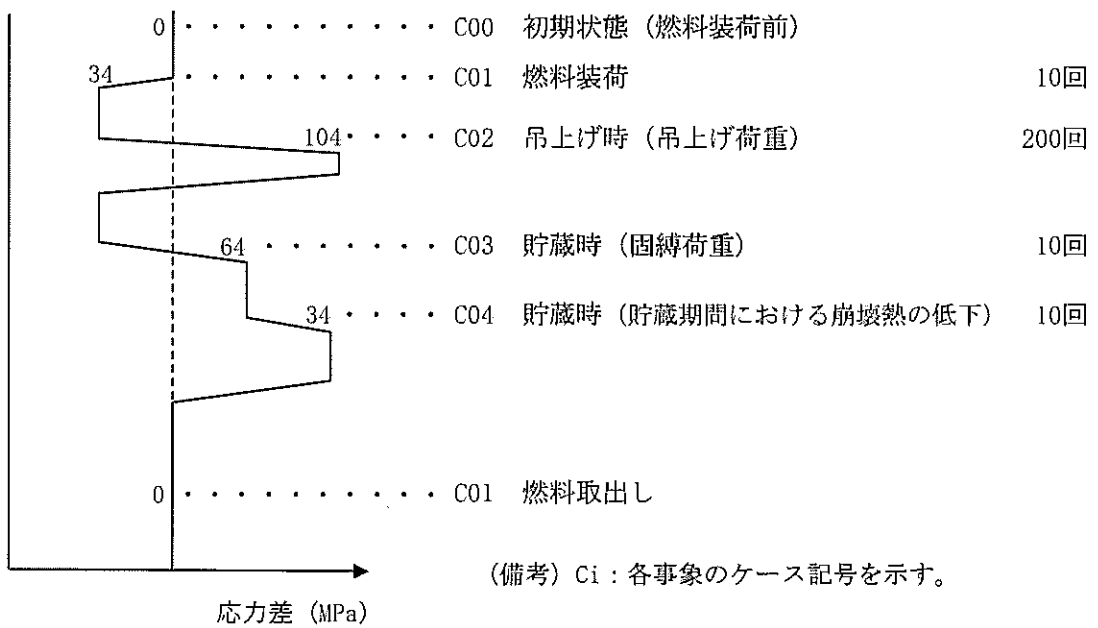 0 ・・・・・・・・・・ C00 初期状態 (燃料装荷前)
34 ・・・・・・・・・・ C01 燃料装荷 10回
104 ・・・・ C02 吊上げ時 (吊上げ荷重) 200回
64 ・・・・・・・ C03 貯蔵時 (固縛荷重) 10回
34 ・・・・ C04 貯蔵時 (貯蔵期間における崩壊熱の低下) 10回
0 ・・・・・・・・・・ C01 燃料取出し
(備考) Ci:各事象のケース記号を示す。
応力差 (MPa)